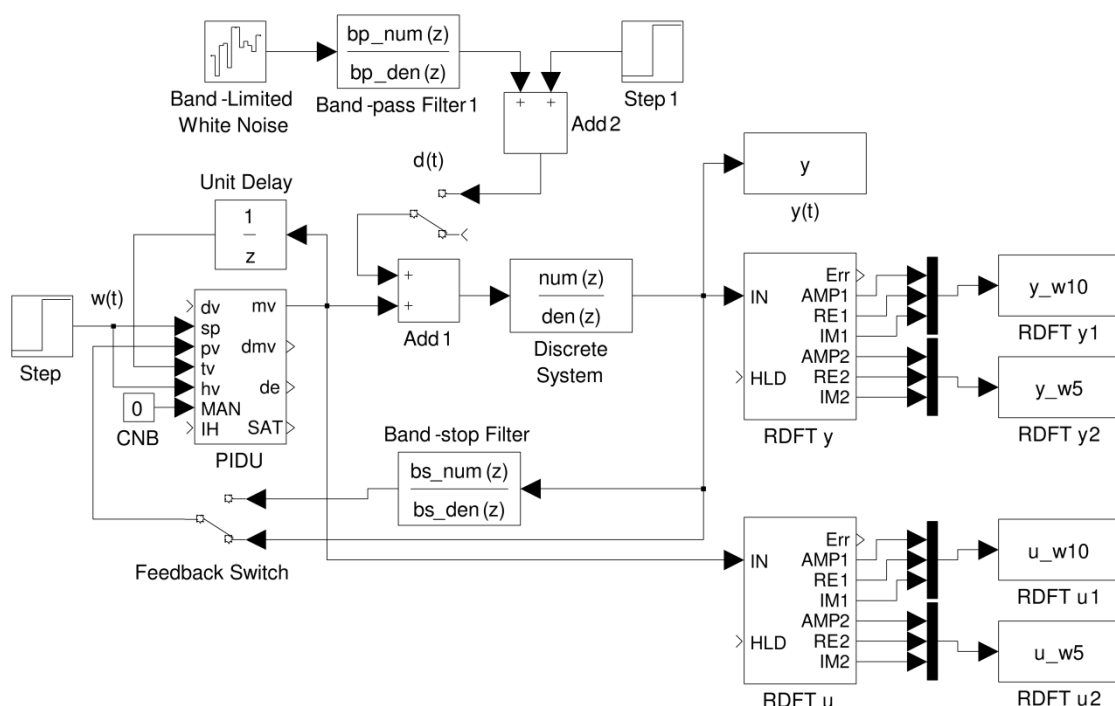 bp_num(z)
bp_den(z)
Band-Limited
White Noise
Band-pass Filter1
+ +
Add2
Step1
d(t)
y
y(t)
Unit Delay
1
z
w(t)
Step
dv
sp
pv
tv
hv
MAN
IH
mv
dmv
de
SAT
PIDU
0
CNB
+
+
Add1
num(z)
den(z)
Discrete
System
IN
HLD
Err
AMP1
RE1
IM1
AMP2
RE2
IM2
RDFT y
y_w10
RDFT y1
y_w5
RDFT y2
Band-stop Filter
bs_num(z)
bs_den(z)
Feedback Switch
IN
HLD
Err
AMP1
RE1
IM1
AMP2
RE2
IM2
RDFT u
u_w10
RDFT u1
u_w5
RDFT u2